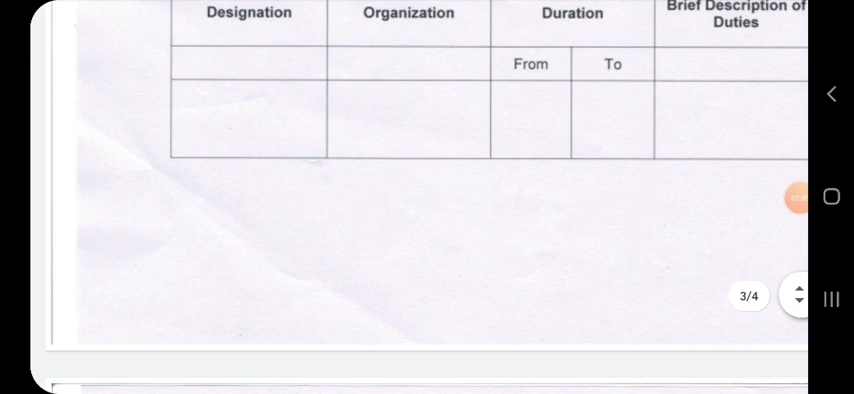 Designation Organization Duration Brief Description of
Duties
From To
3/4